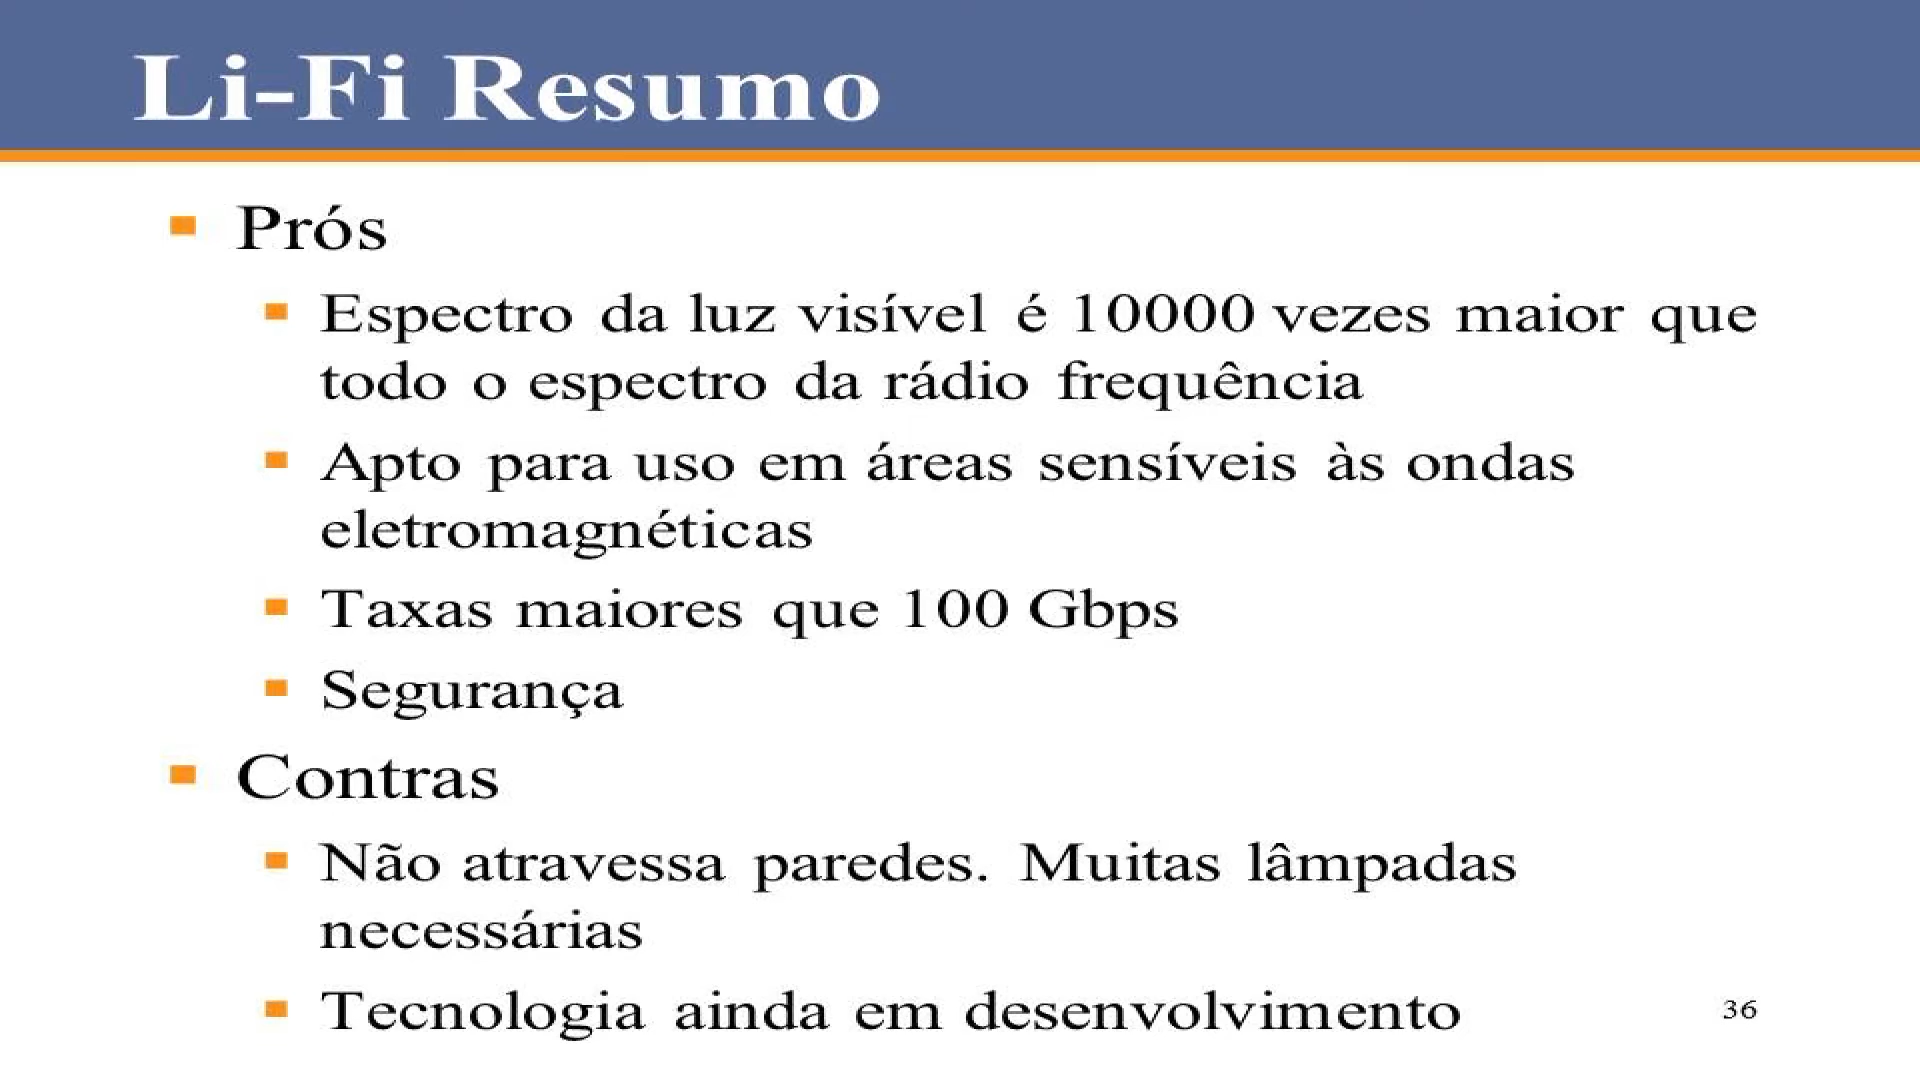 Li-Fi Resumo
Prós
Espectro da luz visível é 10000 vezes maior que
todo o espectro da rádio frequência
Apto para uso em áreas sensíveis às ondas
eletromagnéticas
Taxas maiores que 100 Gbps
Segurança
Contras
Não atravessa paredes. Muitas lâmpadas
necessárias
Tecnologia ainda em desenvolvimento
36